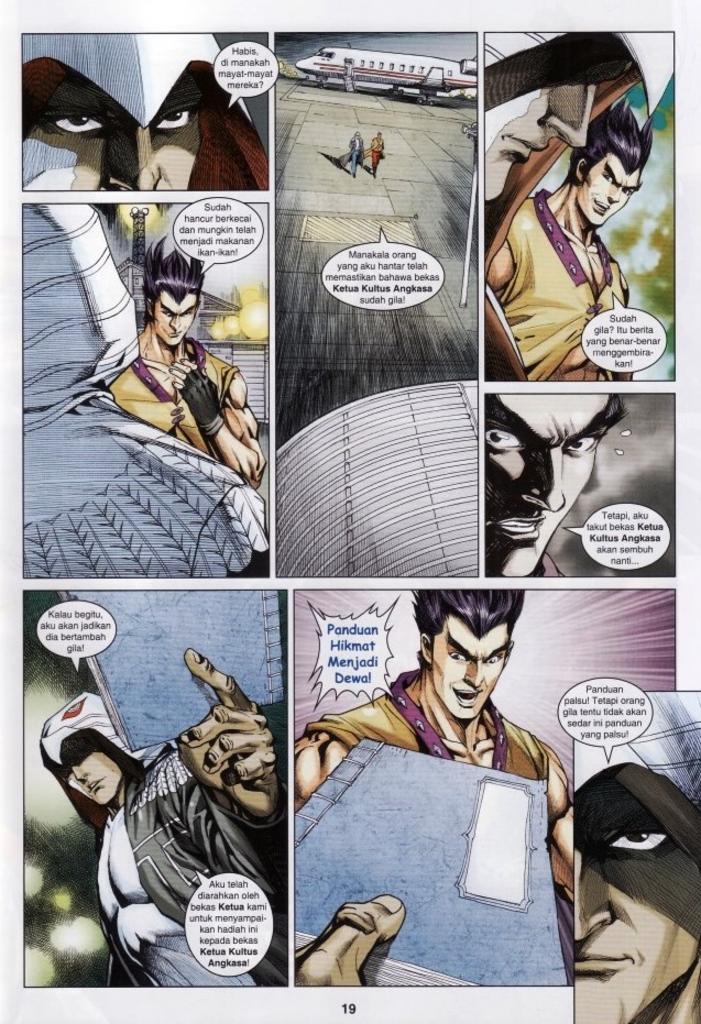 Habis,
di manakah
mayat-mayat
mereka?
Sudah
hancur berkecai
dan mungkin telah
menjadi makanan
ikan-ikan!
Manakala orang
yang aku hantar telah
memastikan bahawa bekas
Ketua Kultus Angkasa
sudah gila!
Sudah
gila? Itu berita
yang benar-benar
menggembira-
kan!
Tetapi, aku
takut bekas Ketua
Kultus Angkasa
akan sembuh
nanti...
Kalau begitu,
aku akan jadikan
dia bertambah
gila!
Aku telah
diarahkan oleh
bekas Ketua kami
untuk menyampai-
kan hadiah ini
kepada bekas
Ketua Kultus
Angkasa!
Panduan
Hikmat
Menjadi
Dewa!
Panduan
palsu! Tetapi orang
gila tentu tidak akan
sedar ini panduan
yang palsu!
19